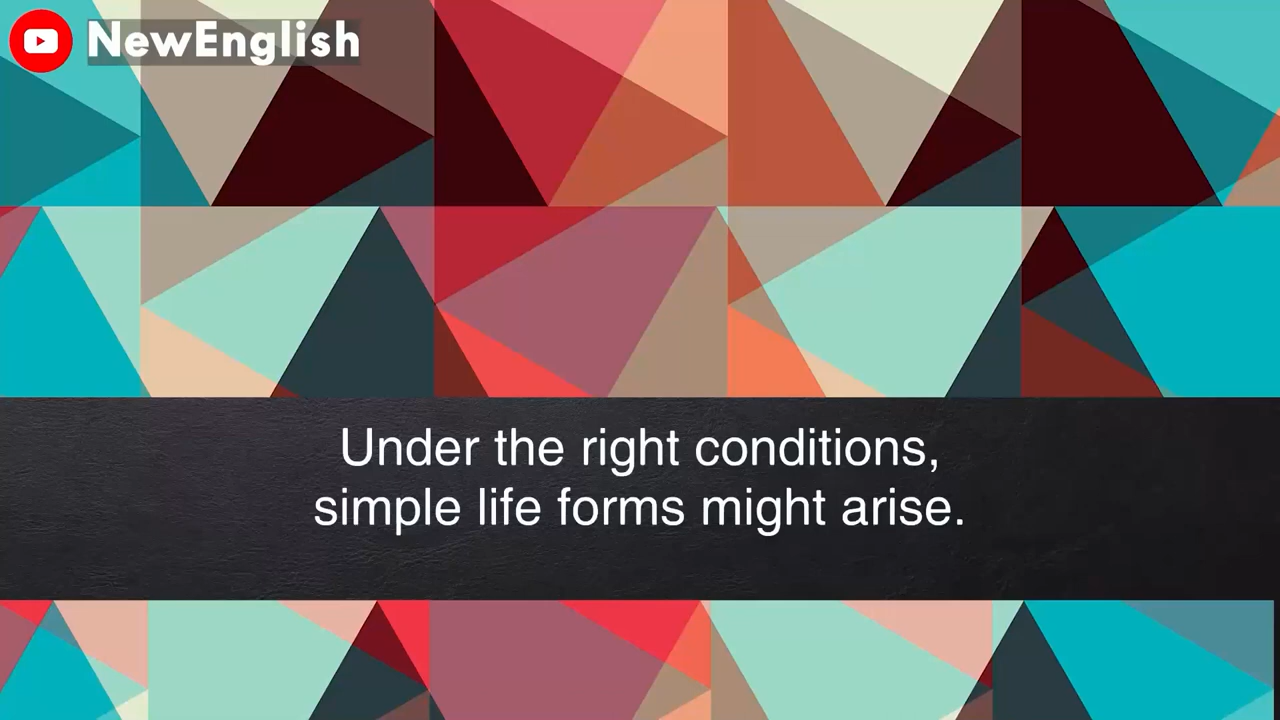 NewEnglish
Under the right conditions,
simple life forms might arise.